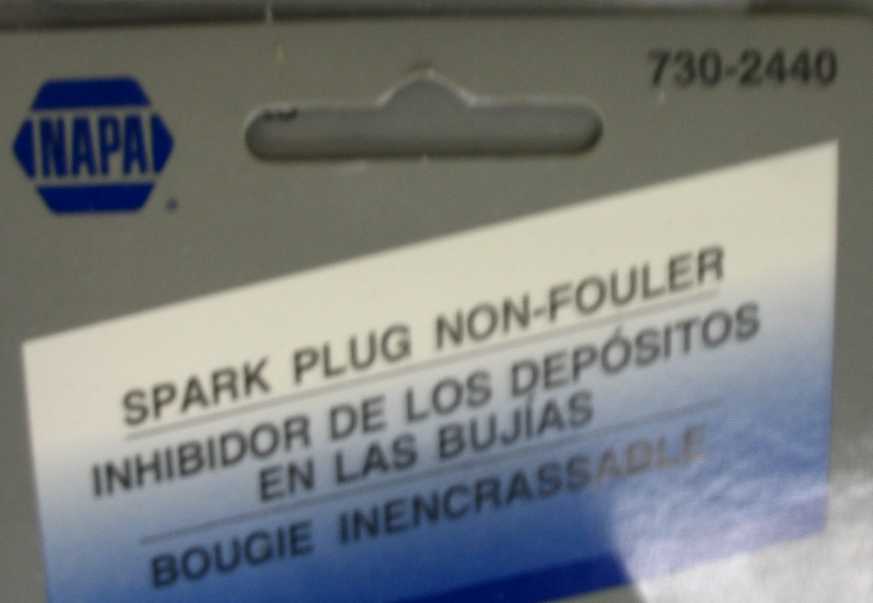 NAPA
730-2440
SPARK PLUG NON-FOULER
INHIBIDOR DE LOS DEPÓSITOS
EN LAS BUJÍAS
BOUGIE INENCRASSABLE